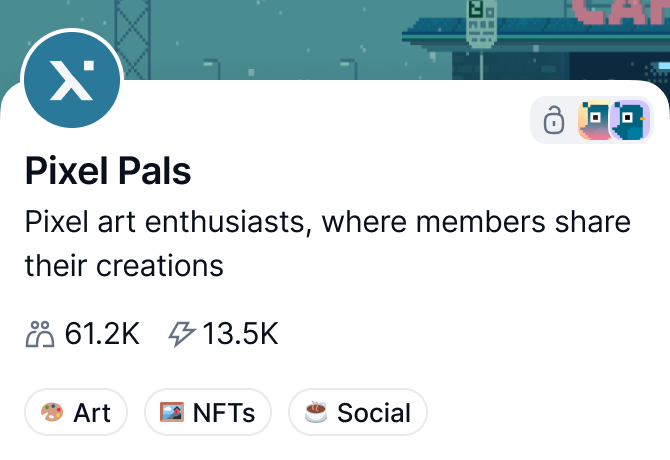 Pixel Pals
Pixel art enthusiasts, where members share
their creations
61.2K 13.5K
Art NFTs Social